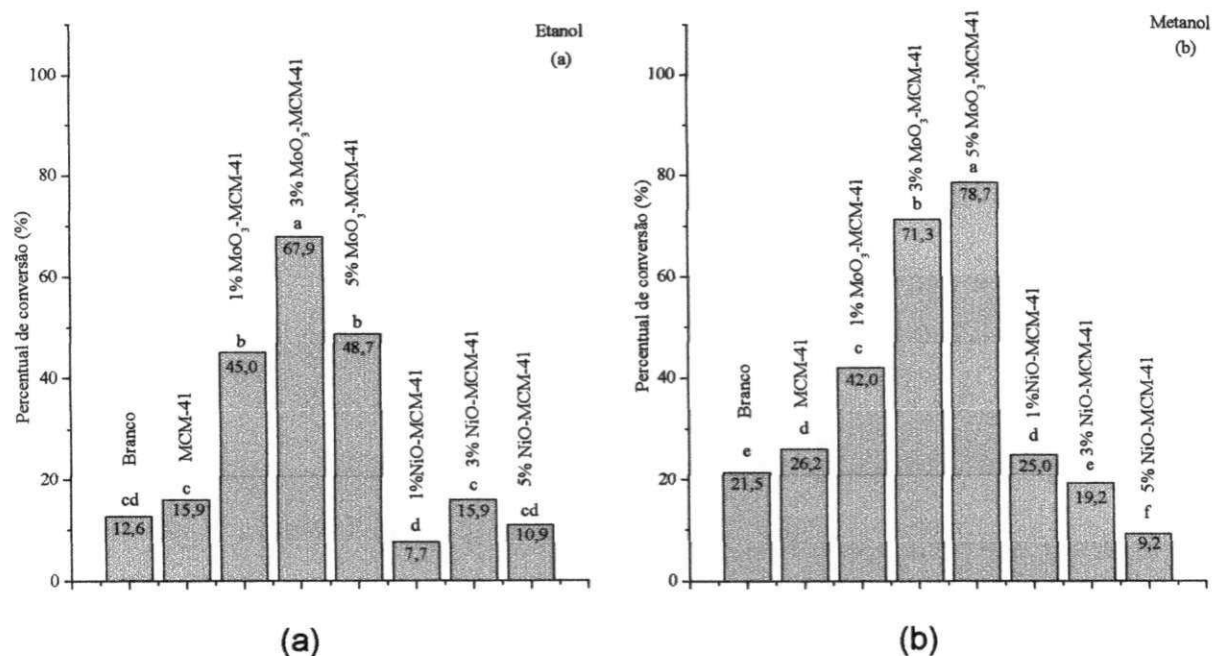 Etanol
(a)
Percentual de conversão (%)
100
80
60
40
20
0
Branco
cd
12,6
MCM-41
c
15,9
1% MoO₃-MCM-41
b
45,0
3% MoO₃-MCM-41
a
67,9
5% MoO₃-MCM-41
b
48,7
1%NiO-MCM-41
d
7,7
3% NiO-MCM-41
c
15,9
5% NiO-MCM-41
cd
10,9
(a)
Metanol
(b)
Percentual de conversão (%)
100
80
60
40
20
0
Branco
e
21,5
MCM-41
d
26,2
1% MoO₃-MCM-41
c
42,0
3% MoO₃-MCM-41
b
71,3
5% MoO₃-MCM-41
a
78,7
1%NiO-MCM-41
d
25,0
3% NiO-MCM-41
e
19,2
5% NiO-MCM-41
f
9,2
(b)